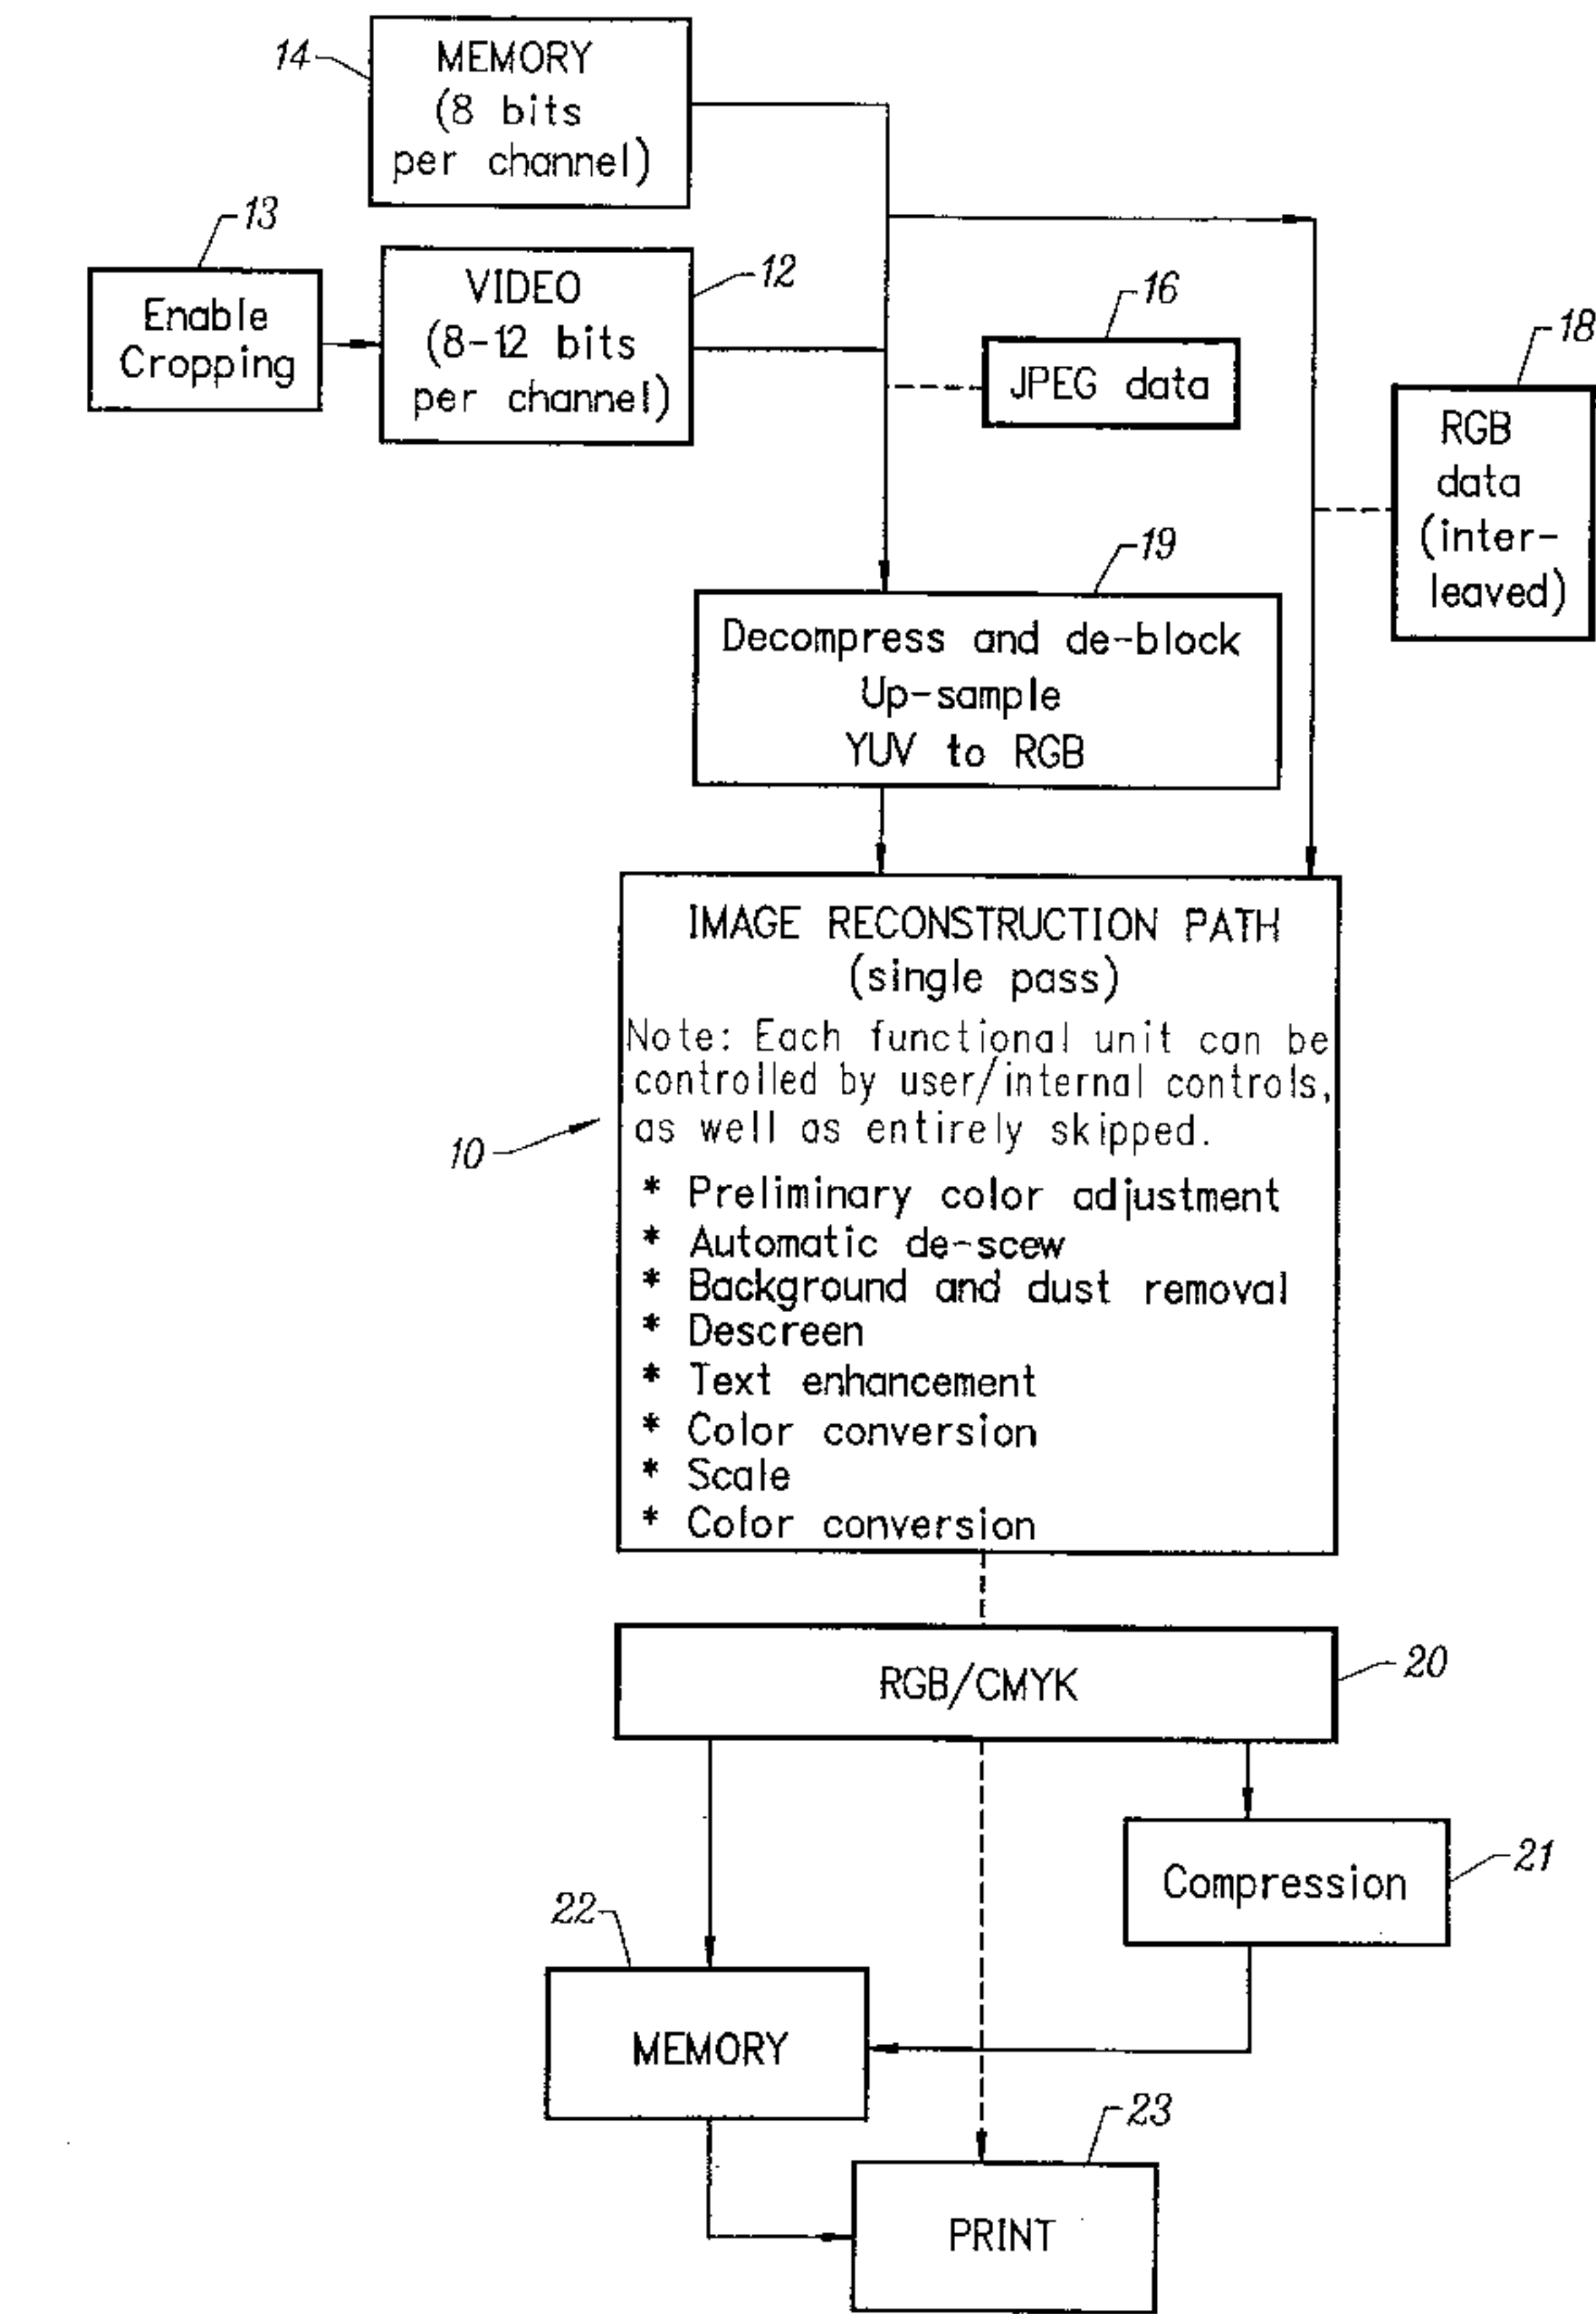 14
MEMORY
(8 bits
per channel)
13
Enable
Cropping
VIDEO
(8-12 bits
per channel)
12
16
JPEG data
18
RGB
data
(inter-
leaved)
19
Decompress and de-block
Up-sample
YUV to RGB
IMAGE RECONSTRUCTION PATH
(single pass)
Note: Each functional unit can be
controlled by user/internal controls,
as well as entirely skipped.
10
* Preliminary color adjustment
* Automatic de-scew
* Background and dust removal
* Descreen
* Text enhancement
* Color conversion
* Scale
* Color conversion
RGB/CMYK
20
Compression
21
22
MEMORY
23
PRINT